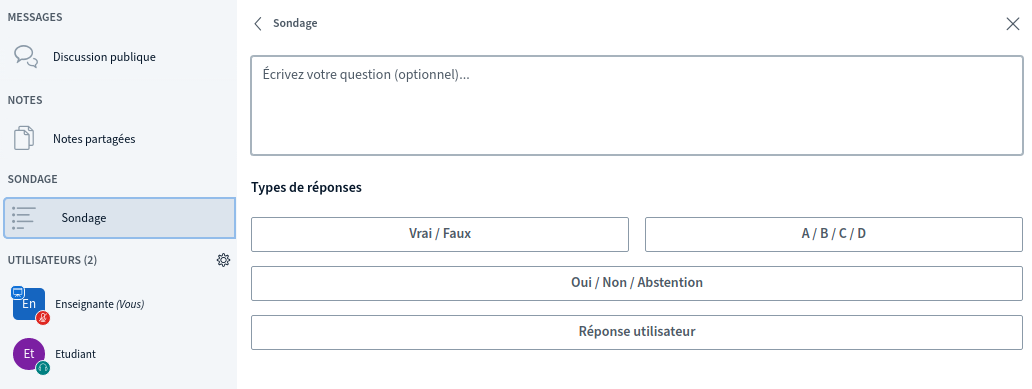 MESSAGES
Discussion publique
NOTES
Notes partagées
SONDAGE
Sondage
UTILISATEURS (2)
En
Enseignante (Vous)
Et
Etudiant
Sondage
Écrivez votre question (optionnel)...
Types de réponses
Vrai / Faux
A / B / C / D
Oui / Non / Abstention
Réponse utilisateur